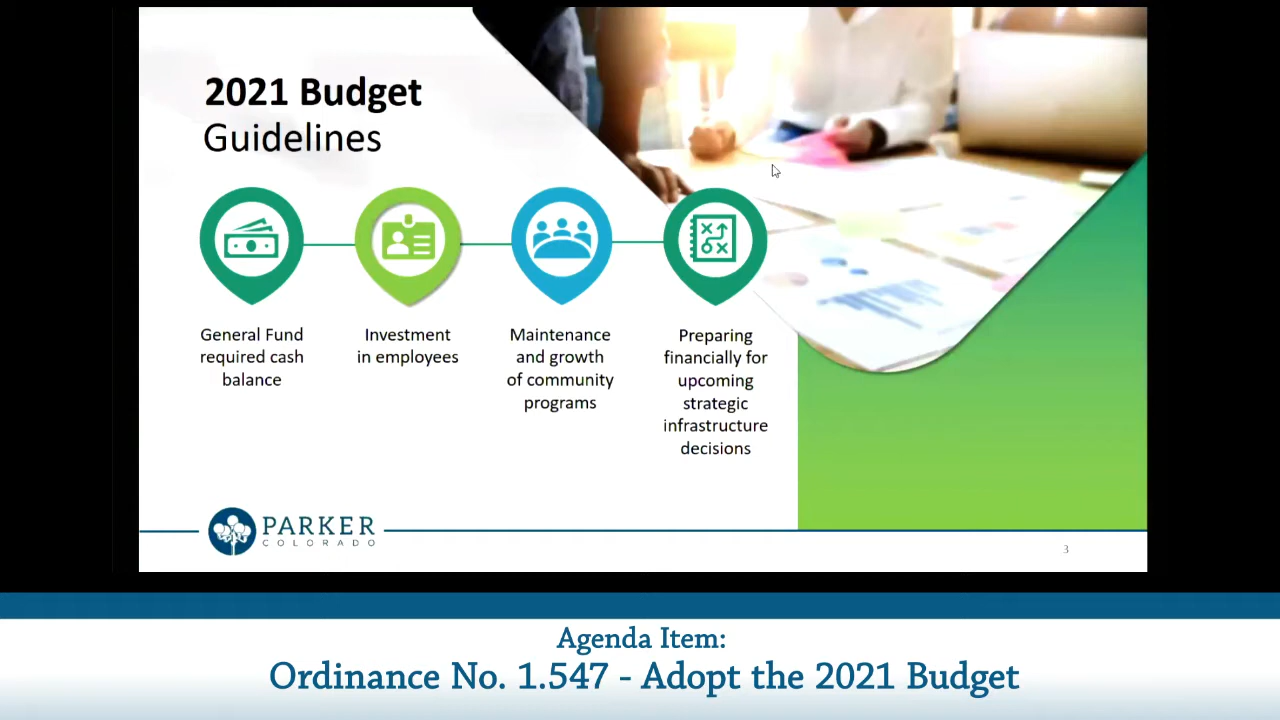 2021 Budget
Guidelines
General Fund
required cash
balance
Investment
in employees
Maintenance
and growth
of community
programs
Preparing
financially for
upcoming
strategic
infrastructure
decisions
PARKER
COLORADO
3
Agenda Item:
Ordinance No. 1.547 - Adopt the 2021 Budget